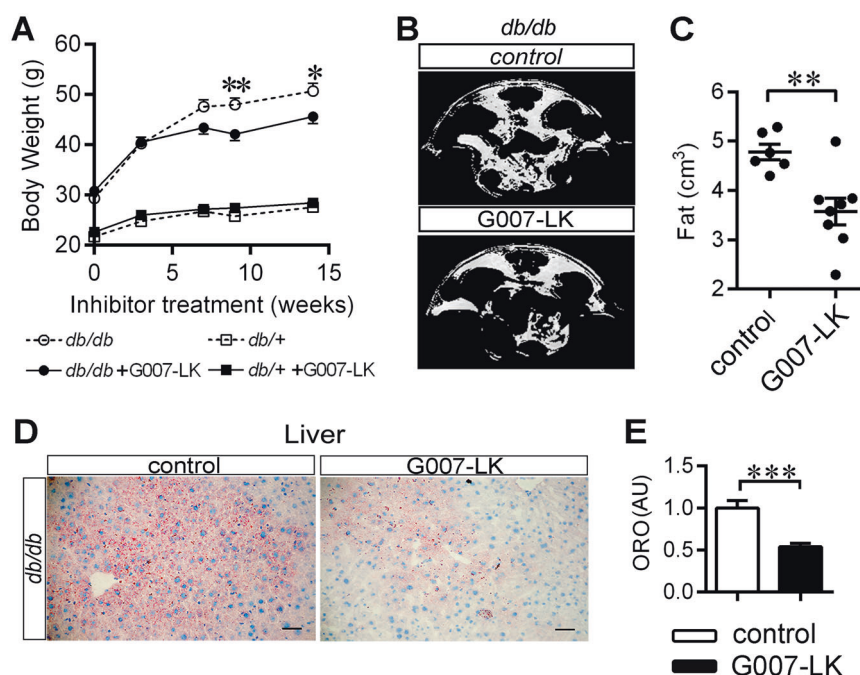 A
Body Weight (g)
60
50
40
30
20
** *
0 5 10 15
Inhibitor treatment (weeks)
db/db db/+
db/db +G007-LK db/+ +G007-LK
B
db/db
control
G007-LK
C
Fat (cm³)
6
5
4
3
2
**
control
G007-LK
D
Liver
control G007-LK
db/db
E
ORO (AU)
1.5
1.0
0.5
0.0
***
control
G007-LK